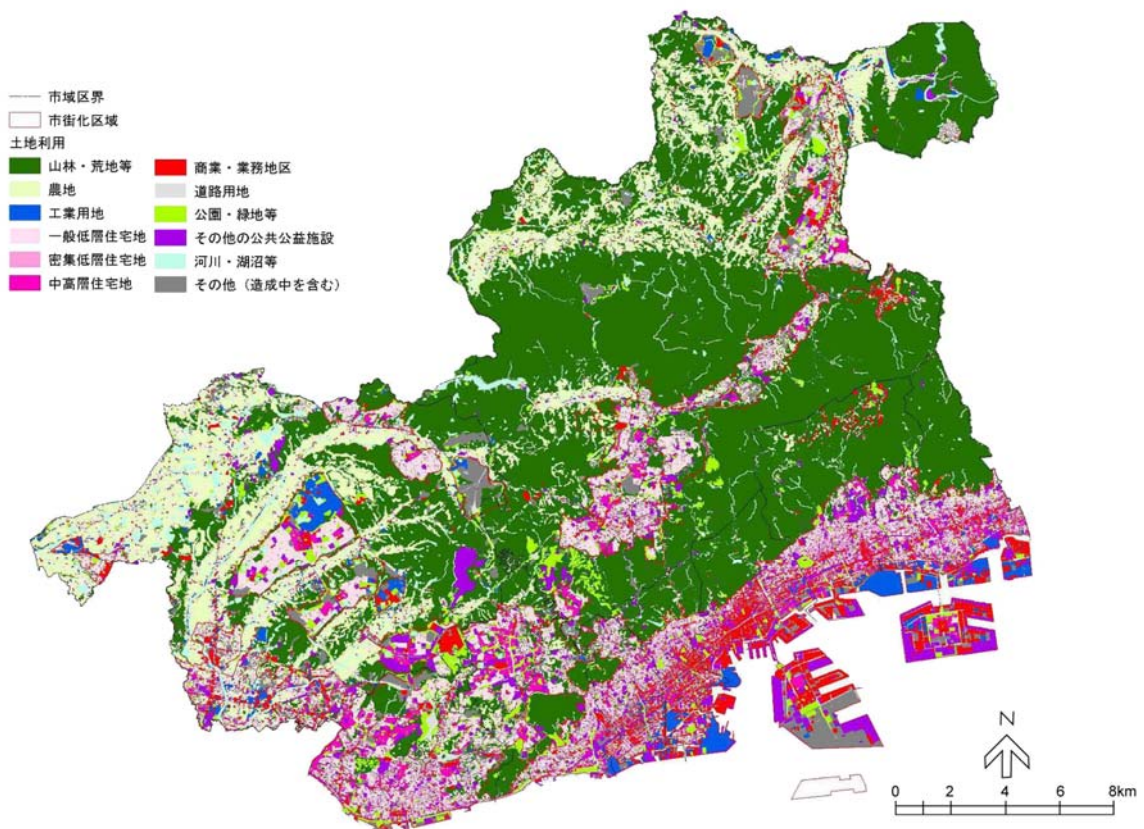 市域区界
市街化区域
土地利用
山林・荒地等
農地
工業用地
一般低層住宅地
密集低層住宅地
中高層住宅地
商業・業務地区
道路用地
公園・緑地等
その他の公共公益施設
河川・湖沼等
その他(造成中を含む)
N
0 2 4 6 8km